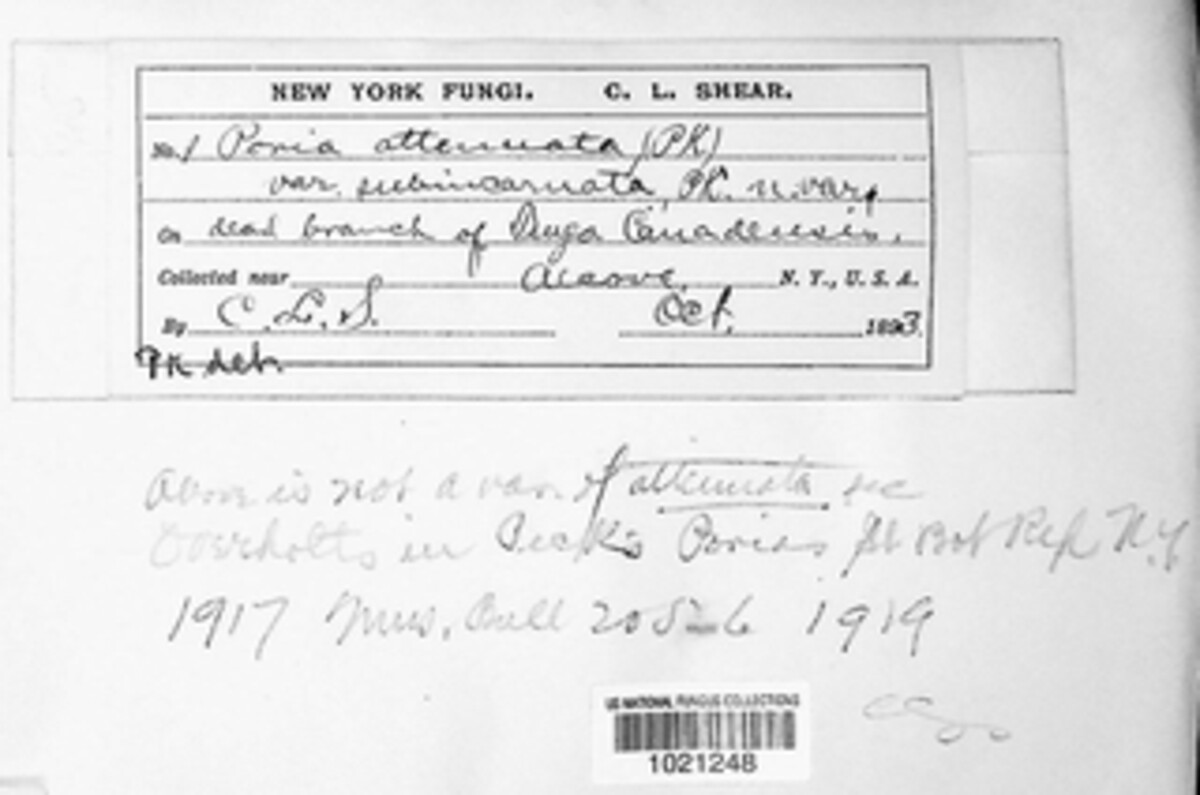 NEW YORK FUNGI. C. L. SHEAR.
No. 1 Poria attenuata (PK)
var. subincarnata, PK. n. var.
on dead branch of Tsuga Canadensis.
Collected near Alcove, N. Y., U. S. A.
By C. L. S. Oct. 1893.
PK det.
Above is not a var. of attenuata sec
Overholts in Peck's Porias Bot Rep N.Y
1917 Mus. Bull 205-6 1919
US NATIONAL FUNGUS COLLECTIONS
1021248